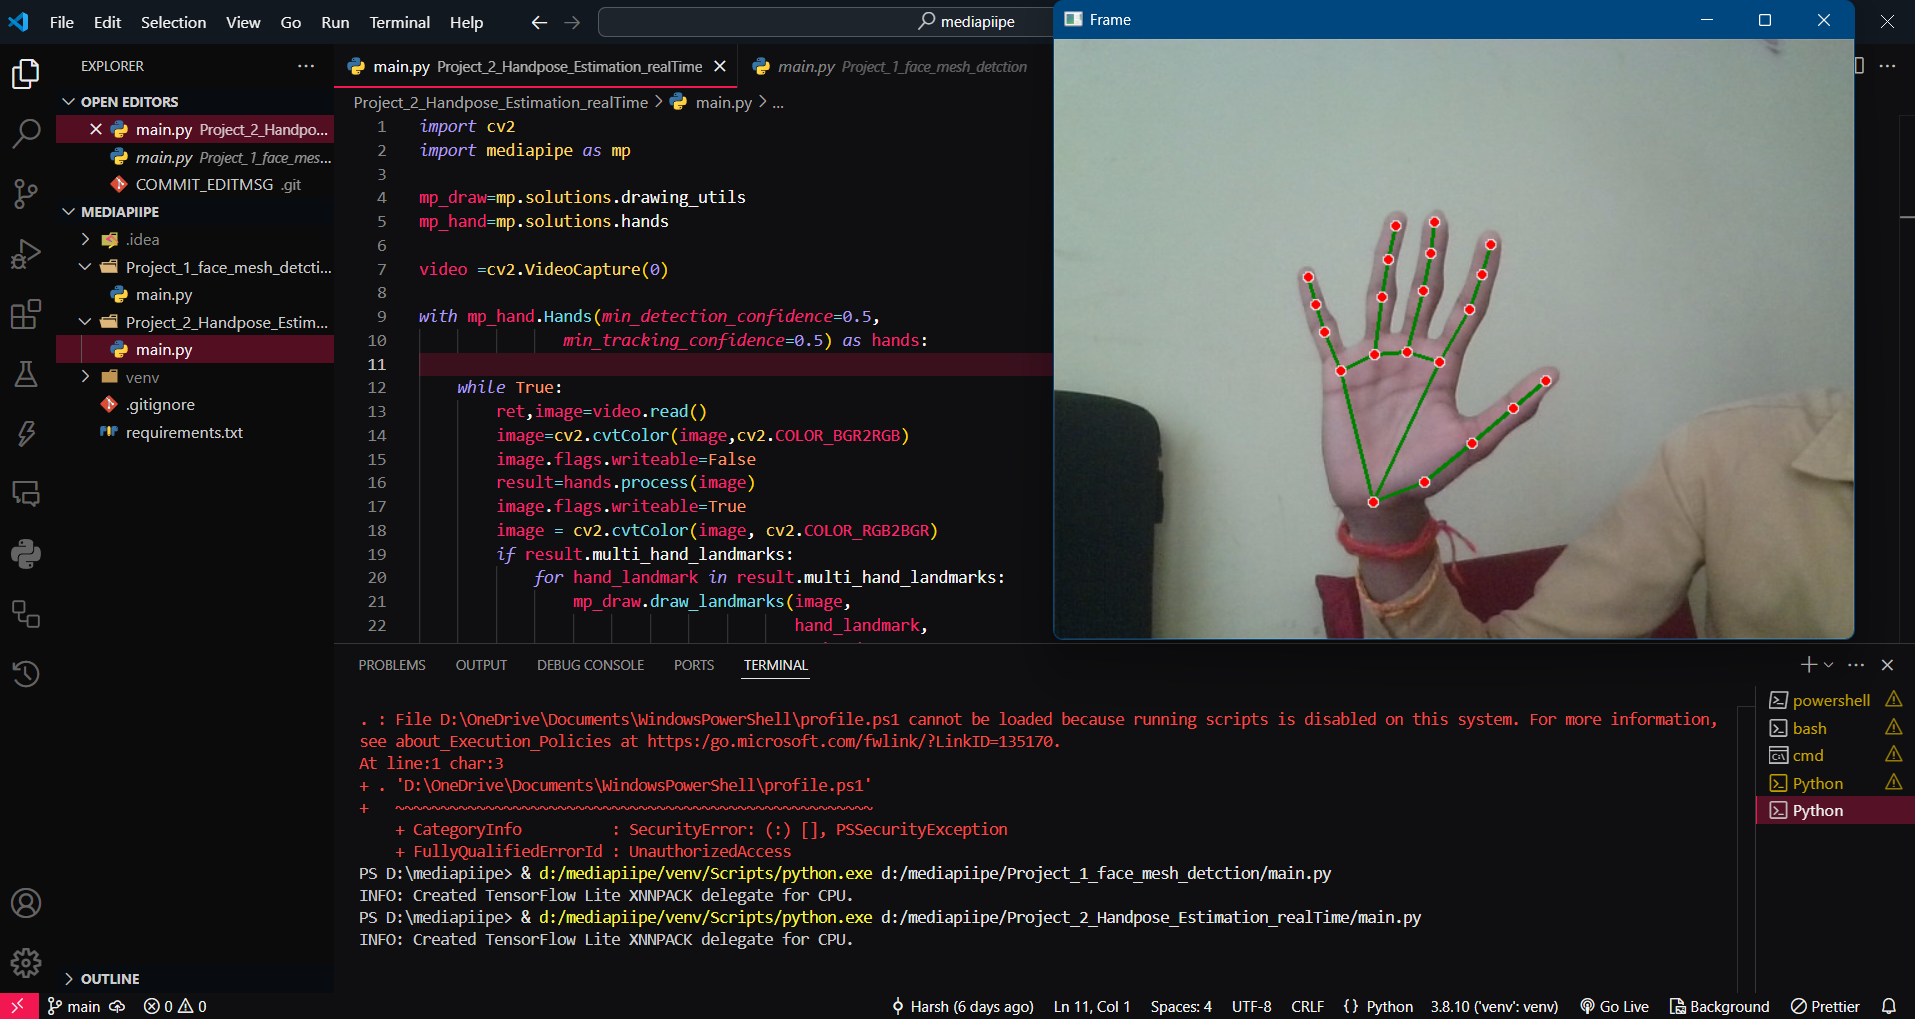 File Edit Selection View Go Run Terminal Help
mediapiipe
Frame
EXPLORER
OPEN EDITORS
main.py Project_2_Handpo...
main.py Project_1_face_mes...
COMMIT_EDITMSG .git
MEDIAPIIPE
.idea
Project_1_face_mesh_detcti...
main.py
Project_2_Handpose_Estim...
main.py
venv
.gitignore
requirements.txt
OUTLINE
main.py Project_2_Handpose_Estimation_realTime
main.py Project_1_face_mesh_detction
Project_2_Handpose_Estimation_realTime > main.py > ...
1 import cv2
2 import mediapipe as mp
3
4 mp_draw=mp.solutions.drawing_utils
5 mp_hand=mp.solutions.hands
6
7 video =cv2.VideoCapture(0)
8
9 with mp_hand.Hands(min_detection_confidence=0.5,
10 min_tracking_confidence=0.5) as hands:
11
12 while True:
13 ret,image=video.read()
14 image=cv2.cvtColor(image,cv2.COLOR_BGR2RGB)
15 image.flags.writeable=False
16 result=hands.process(image)
17 image.flags.writeable=True
18 image = cv2.cvtColor(image, cv2.COLOR_RGB2BGR)
19 if result.multi_hand_landmarks:
20 for hand_landmark in result.multi_hand_landmarks:
21 mp_draw.draw_landmarks(image,
22 hand_landmark,
PROBLEMS OUTPUT DEBUG CONSOLE PORTS TERMINAL
. : File D:\OneDrive\Documents\WindowsPowerShell\profile.ps1 cannot be loaded because running scripts is disabled on this system. For more information,
see about_Execution_Policies at https:/go.microsoft.com/fwlink/?LinkID=135170.
At line:1 char:3
+ . 'D:\OneDrive\Documents\WindowsPowerShell\profile.ps1'
+ ~~~~~~~~~~~~~~~~~~~~~~~~~~~~~~~~~~~~~~~~~~~~~~~~~~~~~
+ CategoryInfo : SecurityError: (:) [], PSSecurityException
+ FullyQualifiedErrorId : UnauthorizedAccess
PS D:\mediapiipe> & d:/mediapiipe/venv/Scripts/python.exe d:/mediapiipe/Project_1_face_mesh_detction/main.py
INFO: Created TensorFlow Lite XNNPACK delegate for CPU.
PS D:\mediapiipe> & d:/mediapiipe/venv/Scripts/python.exe d:/mediapiipe/Project_2_Handpose_Estimation_realTime/main.py
INFO: Created TensorFlow Lite XNNPACK delegate for CPU.
powershell
bash
cmd
Python
Python
main 0 0 Harsh (6 days ago) Ln 11, Col 1 Spaces: 4 UTF-8 CRLF {} Python 3.8.10 ('venv': venv) Go Live Background Prettier